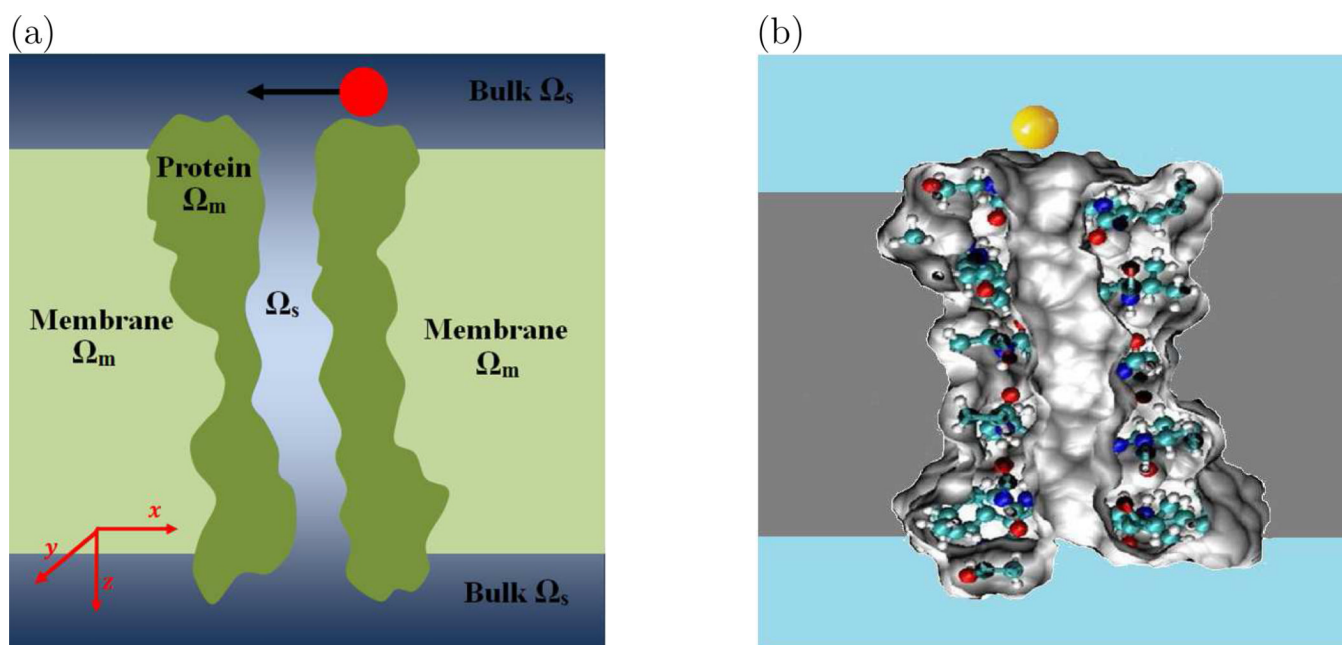 (a)
(b)
Bulk Ωs
Protein
Ωm
Ωs
Membrane
Ωm
Membrane
Ωm
x
y
z
Bulk Ωs